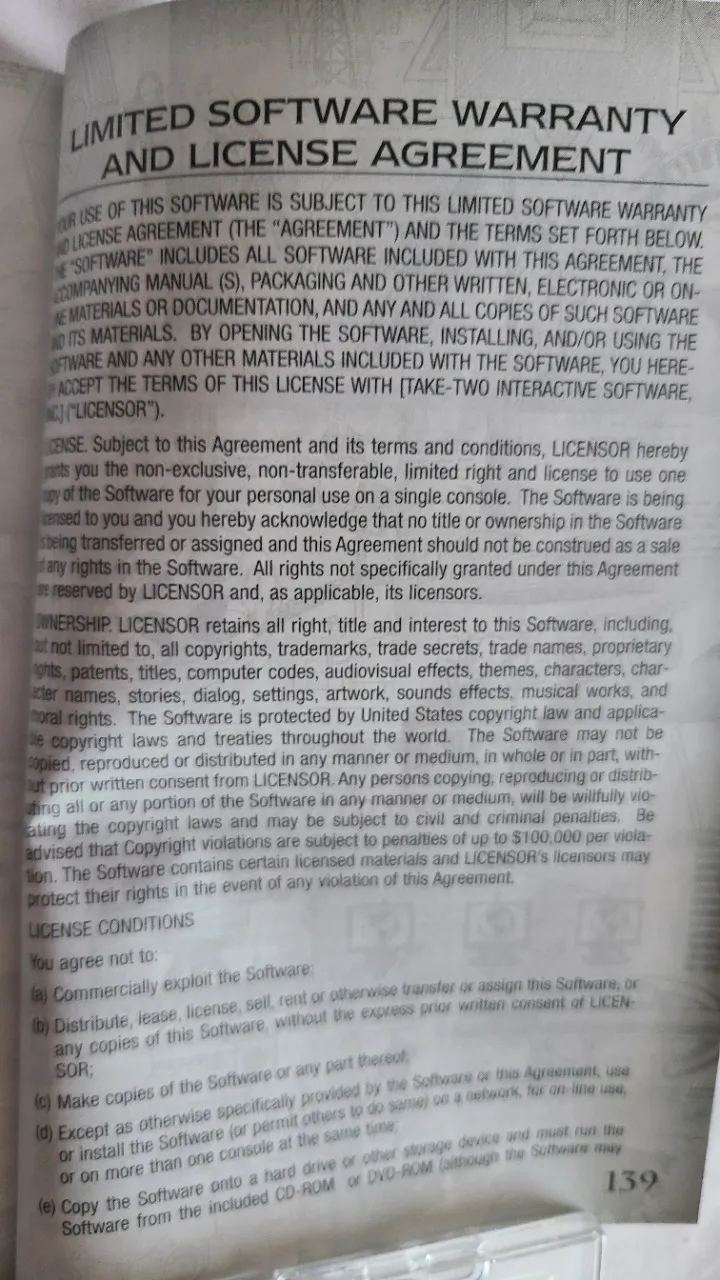 LIMITED SOFTWARE WARRANTY
AND LICENSE AGREEMENT
USE OF THIS SOFTWARE IS SUBJECT TO THIS LIMITED SOFTWARE WARRANTY
LICENSE AGREEMENT (THE “AGREEMENT”) AND THE TERMS SET FORTH BELOW.
“SOFTWARE” INCLUDES ALL SOFTWARE INCLUDED WITH THIS AGREEMENT, THE
COMPANYING MANUAL (S), PACKAGING AND OTHER WRITTEN, ELECTRONIC OR ON-
MATERIALS OR DOCUMENTATION, AND ANY AND ALL COPIES OF SUCH SOFTWARE
ITS MATERIALS. BY OPENING THE SOFTWARE, INSTALLING, AND/OR USING THE
FTWARE AND ANY OTHER MATERIALS INCLUDED WITH THE SOFTWARE, YOU HERE-
ACCEPT THE TERMS OF THIS LICENSE WITH [TAKE-TWO INTERACTIVE SOFTWARE,
(“LICENSOR”).
CENSE. Subject to this Agreement and its terms and conditions, LICENSOR hereby
you the non-exclusive, non-transferable, limited right and license to use one
of the Software for your personal use on a single console. The Software is being
censed to you and you hereby acknowledge that no title or ownership in the Software
being transferred or assigned and this Agreement should not be construed as a sale
any rights in the Software. All rights not specifically granted under this Agreement
reserved by LICENSOR and, as applicable, its licensors.
WNERSHIP. LICENSOR retains all right, title and interest to this Software, including,
not limited to, all copyrights, trademarks, trade secrets, trade names, proprietary
ghts, patents, titles, computer codes, audiovisual effects, themes, characters, char-
acter names, stories, dialog, settings, artwork, sounds effects, musical works, and
moral rights. The Software is protected by United States copyright law and applica-
copyright laws and treaties throughout the world. The Software may not be
copied, reproduced or distributed in any manner or medium, in whole or in part, with-
out prior written consent from LICENSOR. Any persons copying, reproducing or distrib-
uting all or any portion of the Software in any manner or medium, will be willfully vio-
ating the copyright laws and may be subject to civil and criminal penalties. Be
advised that Copyright violations are subject to penalties of up to $100,000 per viola-
tion. The Software contains certain licensed materials and LICENSOR’s licensors may
protect their rights in the event of any violation of this Agreement.
LICENSE CONDITIONS
You agree not to:
(a) Commercially exploit the Software;
(b) Distribute, lease, license, sell, rent or otherwise transfer or assign this Software, or
any copies of this Software, without the express prior written consent of LICEN-
SOR;
(c) Make copies of the Software or any part thereof;
(d) Except as otherwise specifically provided by the Software or this Agreement, use
or install the Software (or permit others to do same) on a network, for on-line use,
or on more than one console at the same time;
(e) Copy the Software onto a hard drive or other storage device and must run the
Software from the included CD-ROM or DVD-ROM (although the Software may
139